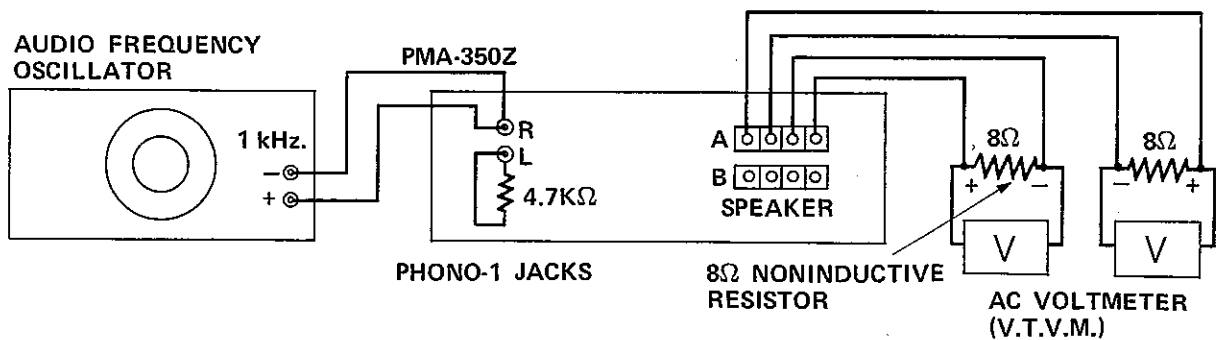 AUDIO FREQUENCY
OSCILLATOR
1 kHz.
−
+
PMA-350Z
R
L
4.7KΩ
PHONO-1 JACKS
A
B
SPEAKER
8Ω
+
−
V
8Ω
−
+
V
8Ω NONINDUCTIVE
RESISTOR
AC VOLTMETER
(V.T.V.M.)